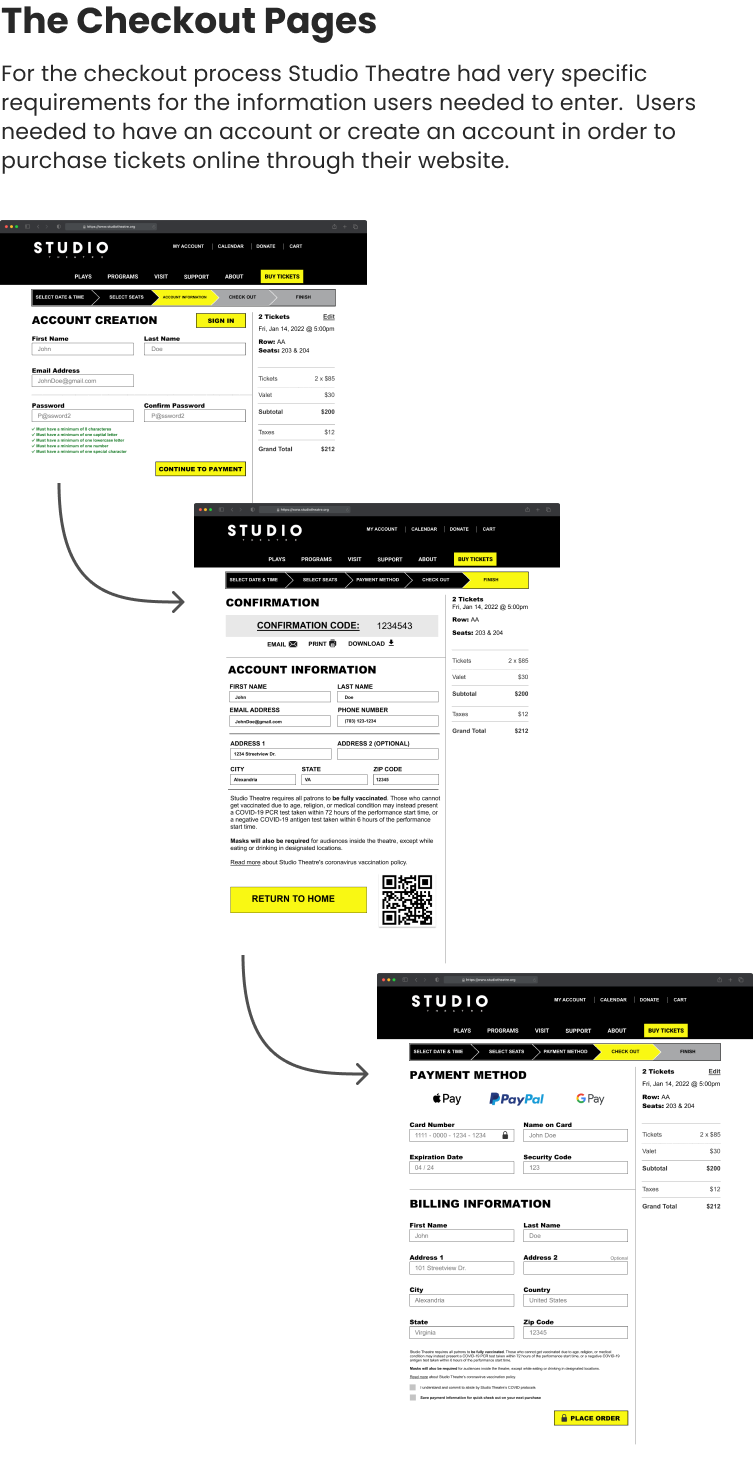 The Checkout Pages
For the checkout process Studio Theatre had very specific
requirements for the information users needed to enter.  Users
needed to have an account or create an account in order to
purchase tickets online through their website.
https://www.studiotheatre.org
STUDIO
THEATRE
MY ACCOUNT | CALENDAR | DONATE | CART
PLAYS PROGRAMS VISIT SUPPORT ABOUT BUY TICKETS
SELECT DATE & TIME SELECT SEATS ACCOUNT INFORMATION CHECK OUT FINISH
ACCOUNT CREATION SIGN IN
First Name Last Name
John Doe
Email Address
JohnDoe@gmail.com
Password Confirm Password
P@ssword2 P@ssword2
✓ Must have a minimum of 8 characteres
✓ Must have a minimum of one capital letter
✓ Must have a minimum of one lowercase letter
✓ Must have a minimum of one number
✓ Must have a minimum of one special character
CONTINUE TO PAYMENT
2 Tickets Edit
Fri, Jan 14, 2022 @ 5:00pm
Row: AA
Seats: 203 & 204
Tickets 2 x $85
Valet $30
Subtotal $200
Taxes $12
Grand Total $212
https://www.studiotheatre.org
STUDIO
THEATRE
MY ACCOUNT | CALENDAR | DONATE | CART
PLAYS PROGRAMS VISIT SUPPORT ABOUT BUY TICKETS
SELECT DATE & TIME SELECT SEATS PAYMENT METHOD CHECK OUT FINISH
CONFIRMATION
CONFIRMATION CODE: 1234543
EMAIL PRINT DOWNLOAD
ACCOUNT INFORMATION
FIRST NAME LAST NAME
John Doe
EMAIL ADDRESS PHONE NUMBER
JohnDoe@gmail.com (703) 123-1234
ADDRESS 1 ADDRESS 2 (OPTIONAL)
1234 Streetview Dr.
CITY STATE ZIP CODE
Alexandria VA 12345
Studio Theatre requires all patrons to be fully vaccinated. Those who cannot
get vaccinated due to age, religion, or medical condition may instead present
a COVID-19 PCR test taken within 72 hours of the performance start time, or
a negative COVID-19 antigen test taken within 6 hours of the performance
start time.
Masks will also be required for audiences inside the theatre, except while
eating or drinking in designated locations.
Read more about Studio Theatre's coronavirus vaccination policy.
RETURN TO HOME
2 Tickets
Fri, Jan 14, 2022 @ 5:00pm
Row: AA
Seats: 203 & 204
Tickets 2 x $85
Valet $30
Subtotal $200
Taxes $12
Grand Total $212
https://www.studiotheatre.org
STUDIO
THEATRE
MY ACCOUNT | CALENDAR | DONATE | CART
PLAYS PROGRAMS VISIT SUPPORT ABOUT BUY TICKETS
SELECT DATE & TIME SELECT SEATS PAYMENT METHOD CHECK OUT FINISH
PAYMENT METHOD
Pay PayPal G Pay
Card Number Name on Card
1111 - 0000 - 1234 - 1234 John Doe
Expiration Date Security Code
04 / 24 123
BILLING INFORMATION
First Name Last Name
John Doe
Address 1 Address 2 Optional
101 Streetview Dr.
City Country
Alexandria United States
State Zip Code
Virginia 12345
Studio Theatre requires all patrons to be fully vaccinated. Those who cannot get vaccinated due to age, religion, or medical
condition may instead present a COVID-19 PCR test taken within 72 hours of the performance start time, or a negative COVID-19
antigen test taken within 6 hours of the performance start time.
Masks will also be required for audiences inside the theatre, except while eating or drinking in designated locations.
Read more about Studio Theatre's coronavirus vaccination policy.
I understand and commit to abide by Studio Theatre's COVID protocols
Save payment information for quick check out on your next purchase
PLACE ORDER
2 Tickets Edit
Fri, Jan 14, 2022 @ 5:00pm
Row: AA
Seats: 203 & 204
Tickets 2 x $85
Valet $30
Subtotal $200
Taxes $12
Grand Total $212